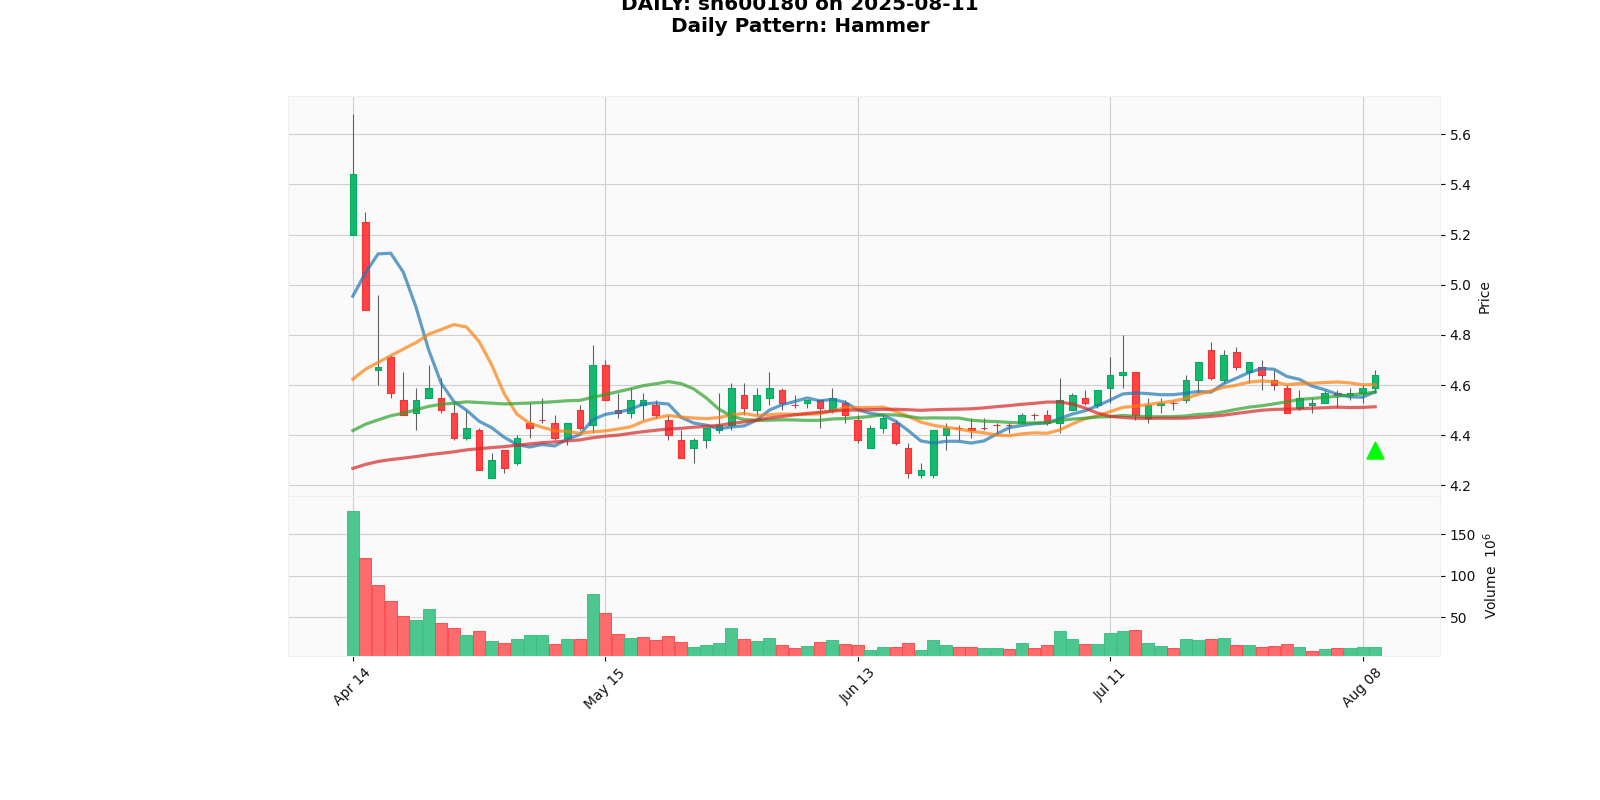 DAILY: sh600180 on 2025-08-11
Daily Pattern: Hammer
5.6
5.4
5.2
5.0
4.8
4.6
4.4
4.2
Price
150
100
50
Volume 10⁶
Apr 14
May 15
Jun 13
Jul 11
Aug 08